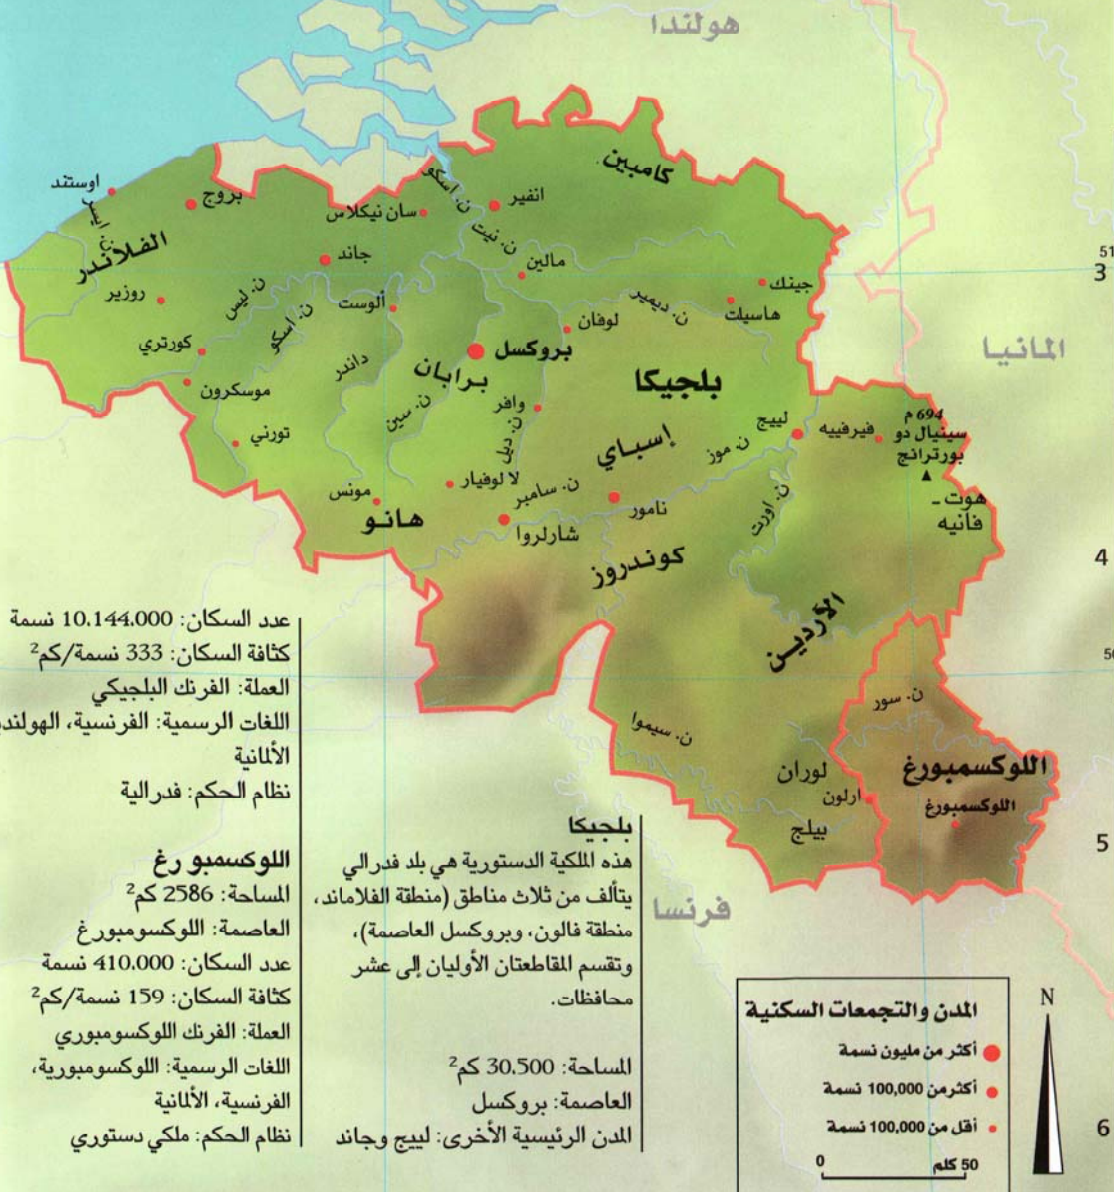 هولندا
كامبين
اوستند
ن. ايسر
بروج
سان نيكلاس
ن. اسكو
انفير
ن. نيت
الفلاندر
جاند
مالين
جينك
51
3
روزير
ن. ليس
ن. اسكو
ألوست
لوفان
ن. ديمير
هاسيلت
كورتري
داندر
بروكسل
برابان
المانيا
موسكرون
ن. سين
وافر
بلجيكا
694 م
سينيال دو
بورترانج
تورني
ن. ديل
إسباي
ن. موز
لييج
فيرفييه
مونس
لا لوفيار
ن. سامبر
نامور
ن. اورت
هوت -
فانيه
هانو
شارلروا
كوندروز
4
الأردين
50
ن. سور
ن. سيموا
لوران
اللوكسمبورغ
ارلون
اللوكسمبورغ
بيلج
5
فرنسا
بلجيكا
هذه الملكية الدستورية هي بلد فدرالي
يتألف من ثلاث مناطق (منطقة الفلاماند،
منطقة فالون، وبروكسل العاصمة)،
وتقسم المقاطعتان الأوليان إلى عشر
محافظات.
المساحة: 30.500 كم²
العاصمة: بروكسل
المدن الرئيسية الأخرى: لييج وجاند
عدد السكان: 10.144.000 نسمة
كثافة السكان: 333 نسمة/كم²
العملة: الفرنك البلجيكي
اللغات الرسمية: الفرنسية، الهولندي
الألمانية
نظام الحكم: فدرالية
اللوكسمبو رغ
المساحة: 2586 كم²
العاصمة: اللوكسومبورغ
عدد السكان: 410.000 نسمة
كثافة السكان: 159 نسمة/كم²
العملة: الفرنك اللوكسومبوري
اللغات الرسمية: اللوكسومبورية،
الفرنسية، الألمانية
نظام الحكم: ملكي دستوري
المدن والتجمعات السكنية
أكثر من مليون نسمة
أكثر من 100,000 نسمة
أقل من 100,000 نسمة
0
50 كلم
N
6